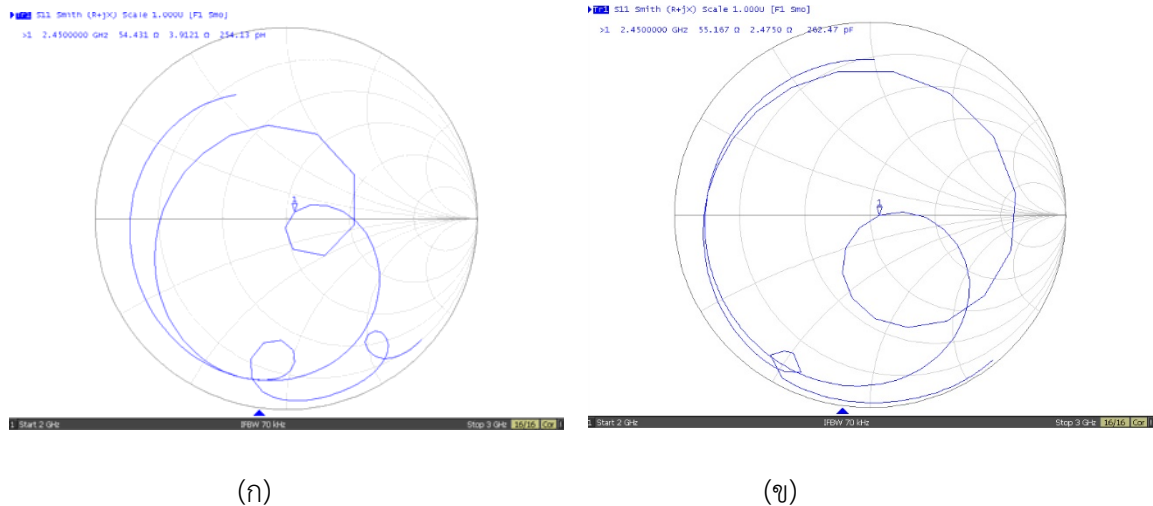 Tr1 S11 Smith (R+jX) Scale 1.000U [F1 Smo]
>1 2.4500000 GHz 54.431 Ω 3.9121 Ω 254.13 pH
1
1 Start 2 GHz IFBW 70 kHz Stop 3 GHz 16/16 Cor
(ก)
Tr1 S11 Smith (R+jX) Scale 1.000U [F1 Smo]
>1 2.4500000 GHz 55.167 Ω 2.4750 Ω 262.47 pF
1
1 Start 2 GHz IFBW 70 kHz Stop 3 GHz 16/16 Cor
(ข)